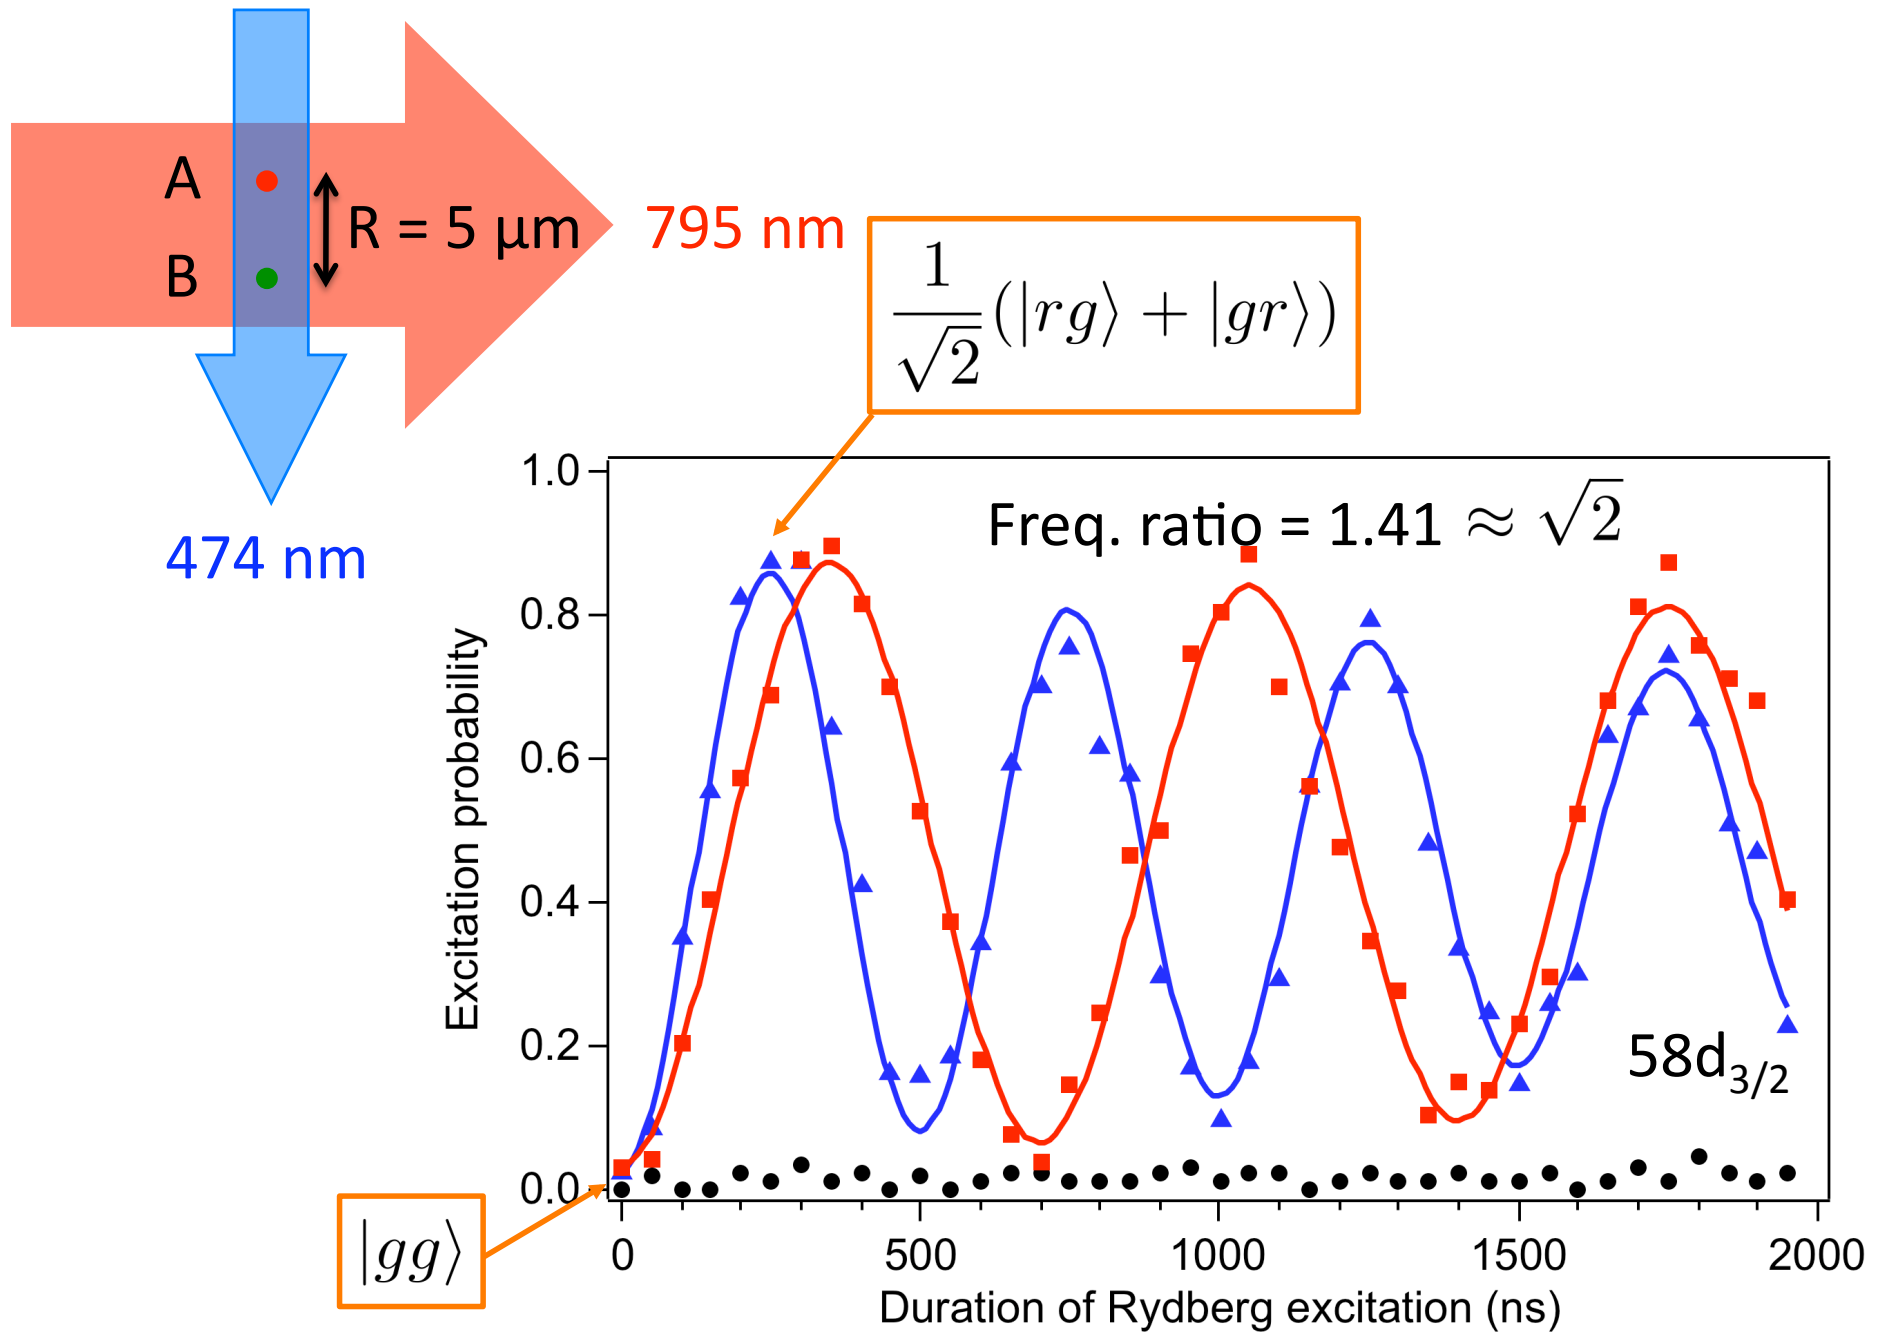 A
R = 5 μm
B
795 nm
474 nm
1/√2 (|rg⟩ + |gr⟩)
Freq. ratio = 1.41 ≈ √2
1.0
0.8
0.6
0.4
0.2
0.0
Excitation probability
58d3/2
|gg⟩
0 500 1000 1500 2000
Duration of Rydberg excitation (ns)